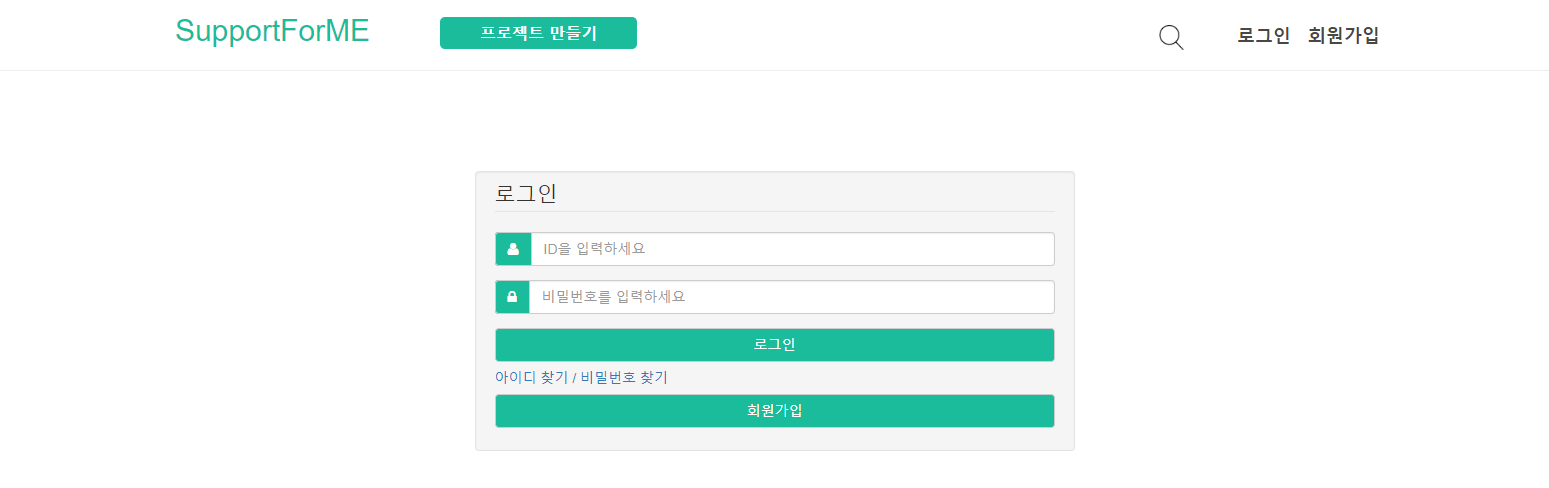 SupportForME 프로젝트 만들기 로그인 회원가입
로그인
ID을 입력하세요
비밀번호를 입력하세요
로그인
아이디 찾기 / 비밀번호 찾기
회원가입